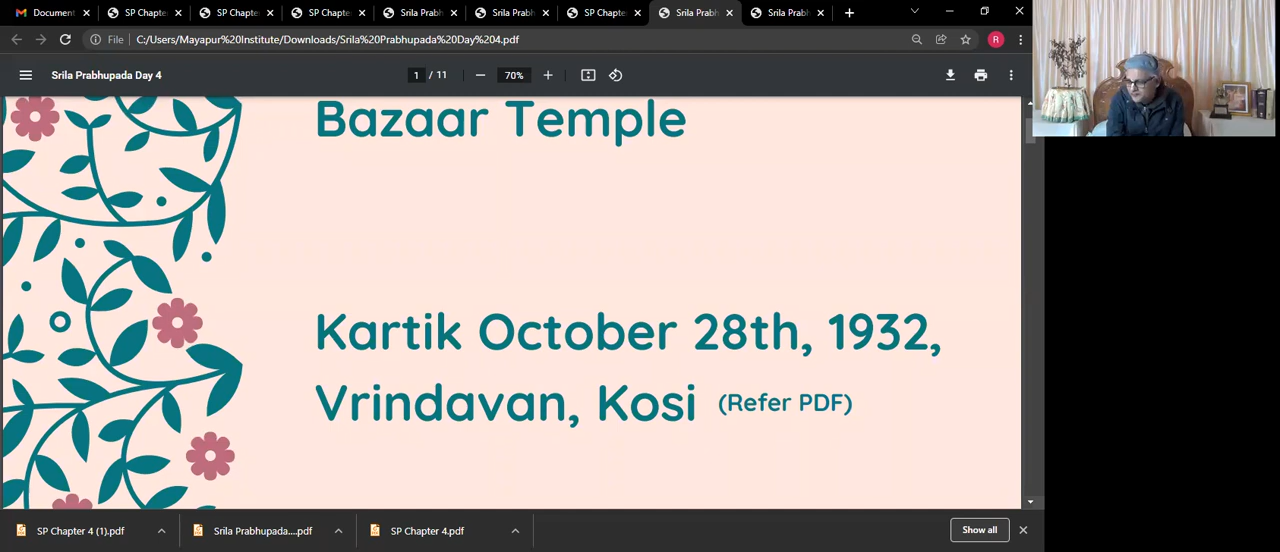 Document
SP Chapte
SP Chapt
SP Chapte
Srila Prabh
Srila Prabh
SP Chapte
Srila Prabh
Srila Prabh
File
C:/Users/Mayapur%20Institute/Downloads/Srila%20Prabhupada%20Day%204.pdf
R
Srila Prabhupada Day 4
1 / 11
70%
Bazaar Temple
Kartik October 28th, 1932,
Vrindavan, Kosi (Refer PDF)
SP Chapter 4 (1).pdf
Srila Prabhupada....pdf
SP Chapter 4.pdf
Show all